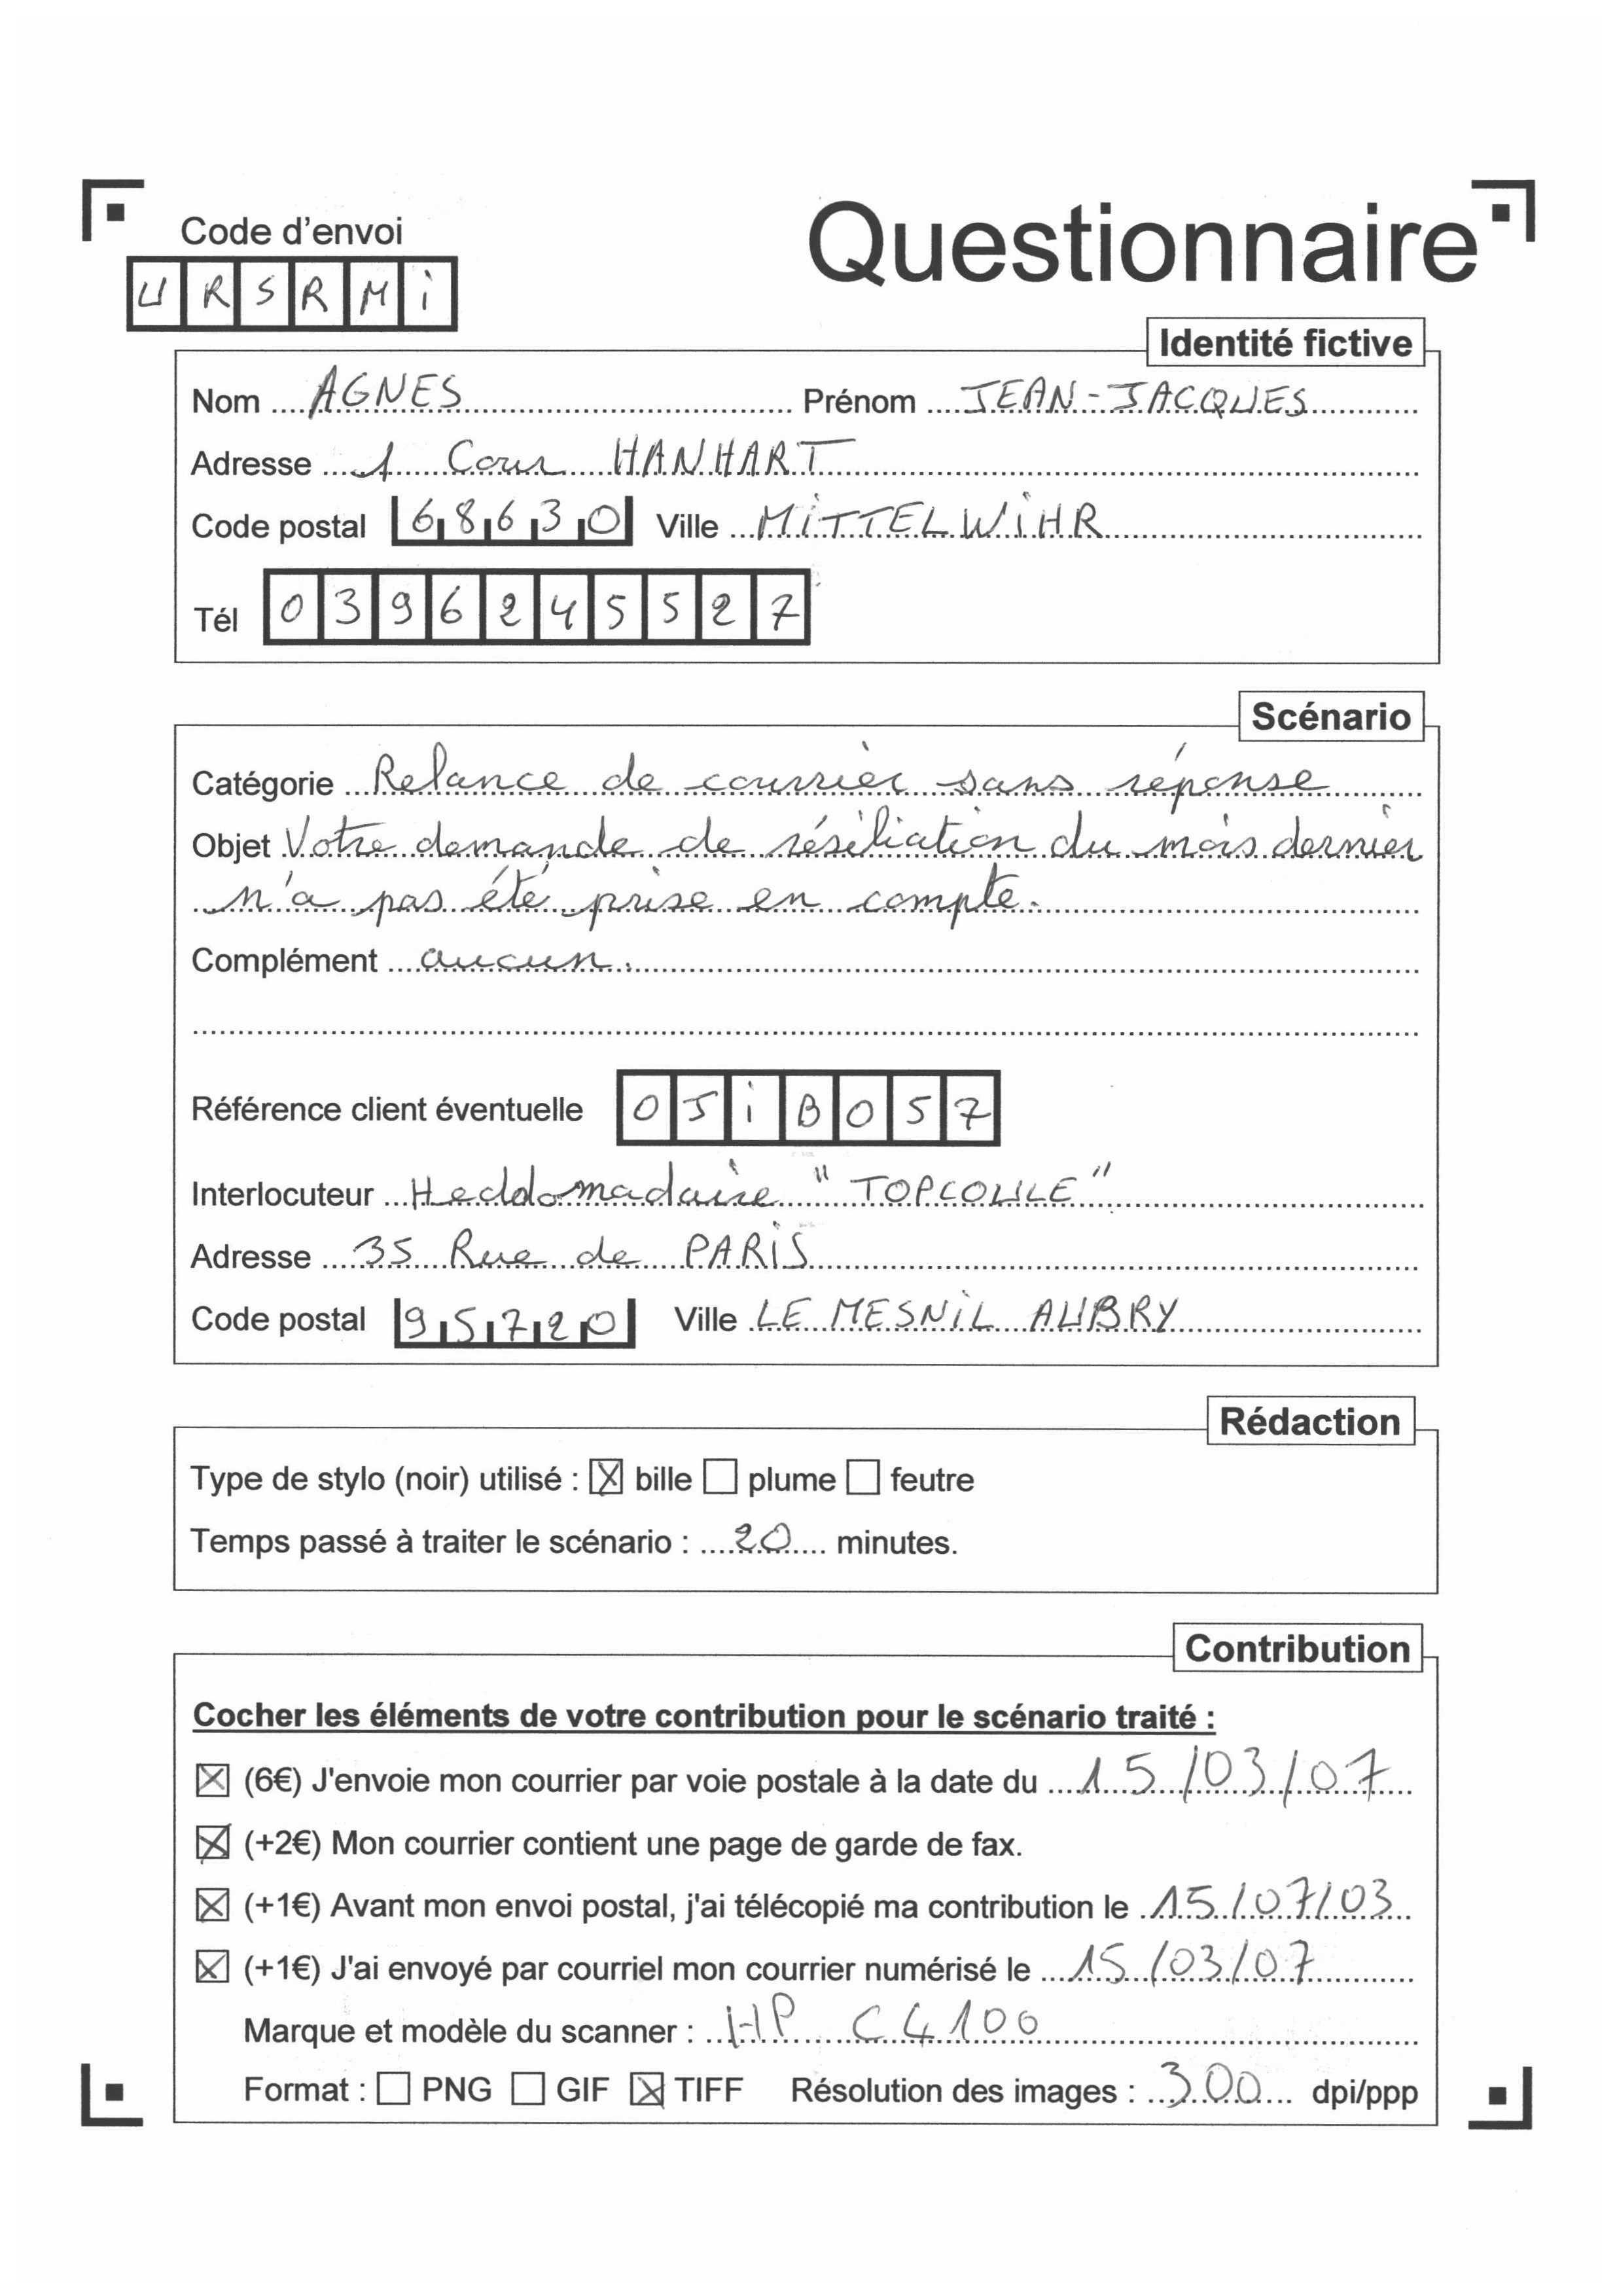 Code d'envoi
Questionnaire
URSRMi
Identité fictive
Nom AGNES Prénom JEAN-JACQUES
Adresse 1 Cour HANHART
Code postal 68630 Ville MiTTELWiHR
Tél 0396245527
Scénario
Catégorie Relance de courrier sans réponse
Objet Votre demande de résiliation du mois dernier
n'a pas été prise en compte.
Complément aucun.
Référence client éventuelle OJiBO57
Interlocuteur Heddomadaire "TOPCOULE"
Adresse 35 Rue de PARiS
Code postal 95720 Ville LE MESNiL AUBRY
Rédaction
Type de stylo (noir) utilisé : ☒ bille ☐ plume ☐ feutre
Temps passé à traiter le scénario : 20 minutes.
Contribution
Cocher les éléments de votre contribution pour le scénario traité :
☒ (6€) J'envoie mon courrier par voie postale à la date du 15/03/07
☒ (+2€) Mon courrier contient une page de garde de fax.
☒ (+1€) Avant mon envoi postal, j'ai télécopié ma contribution le 15/07/03
☒ (+1€) J'ai envoyé par courriel mon courrier numérisé le 15/03/07
Marque et modèle du scanner : HP C4100
Format : ☐ PNG ☐ GIF ☒ TIFF Résolution des images : 300 dpi/ppp